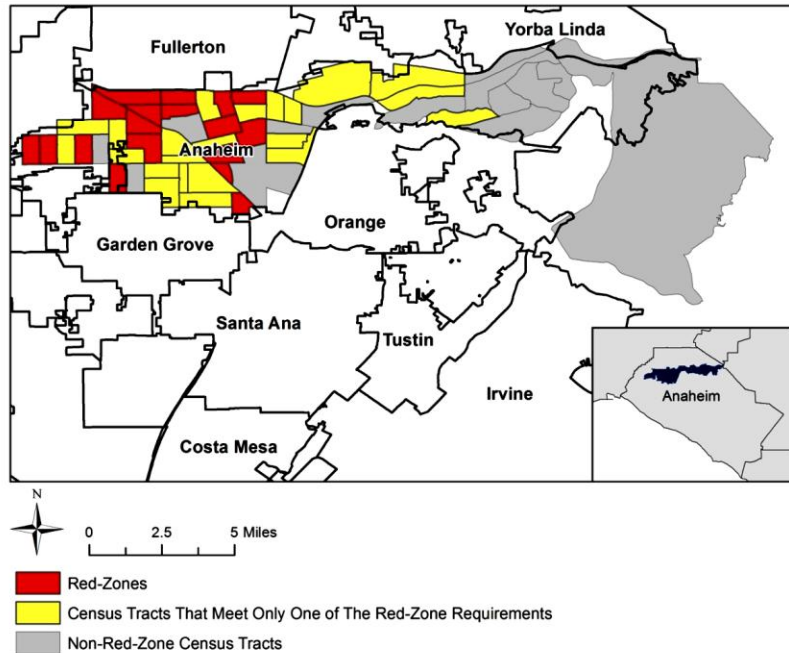 Fullerton
Yorba Linda
Anaheim
Orange
Garden Grove
Santa Ana
Tustin
Irvine
Anaheim
Costa Mesa
N
0 2.5 5 Miles
Red-Zones
Census Tracts That Meet Only One of The Red-Zone Requirements
Non-Red-Zone Census Tracts